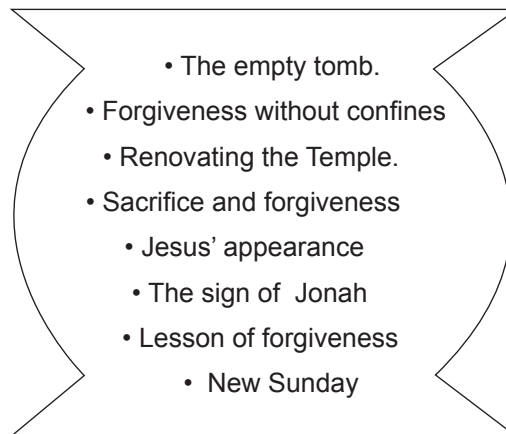 • The empty tomb.
• Forgiveness without confines
• Renovating the Temple.
• Sacrifice and forgiveness
• Jesus’ appearance
• The sign of Jonah
• Lesson of forgiveness
• New Sunday